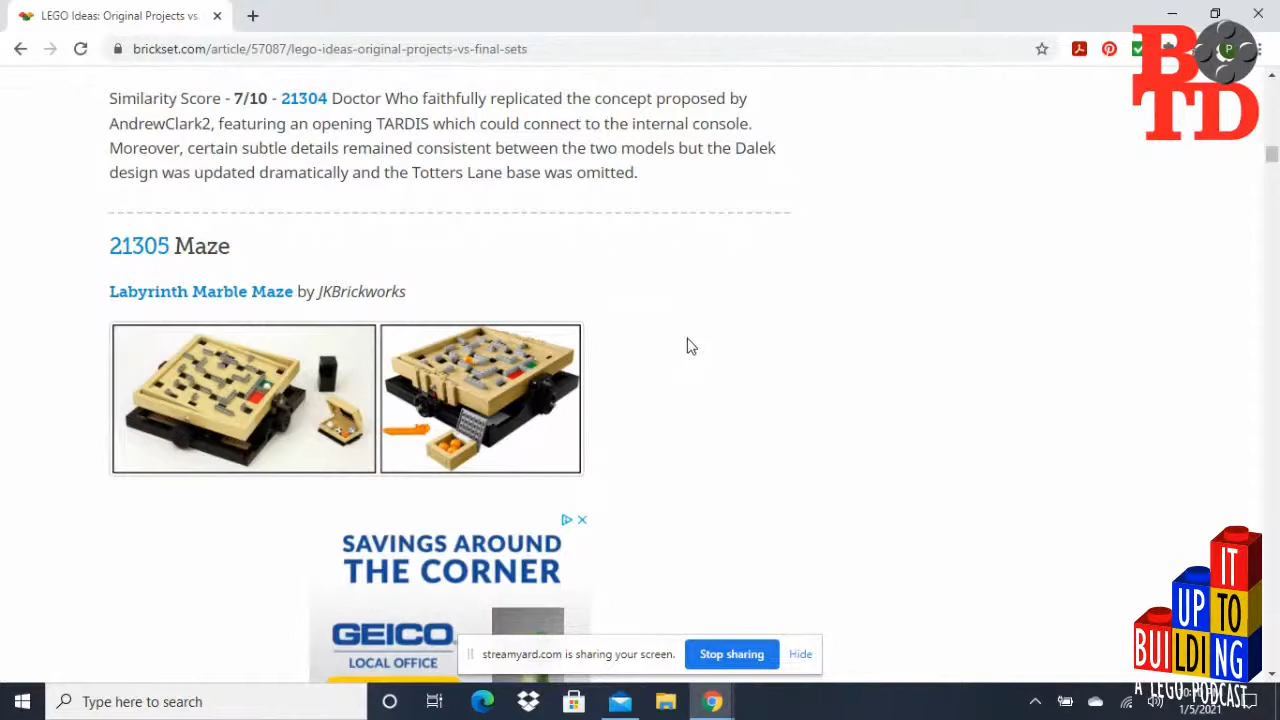 LEGO Ideas: Original Projects vs.
brickset.com/article/57087/lego-ideas-original-projects-vs-final-sets
P
B
TD
Similarity Score - 7/10 - 21304 Doctor Who faithfully replicated the concept proposed by
AndrewClark2, featuring an opening TARDIS which could connect to the internal console.
Moreover, certain subtle details remained consistent between the two models but the Dalek
design was updated dramatically and the Totters Lane base was omitted.
21305 Maze
Labyrinth Marble Maze by JKBrickworks
SAVINGS AROUND
THE CORNER
GEICO
LOCAL OFFICE
streamyard.com is sharing your screen.
Stop sharing
Hide
IT
UP TO
BUILDING
A LEGO PODCAST
Type here to search
1/5/2021